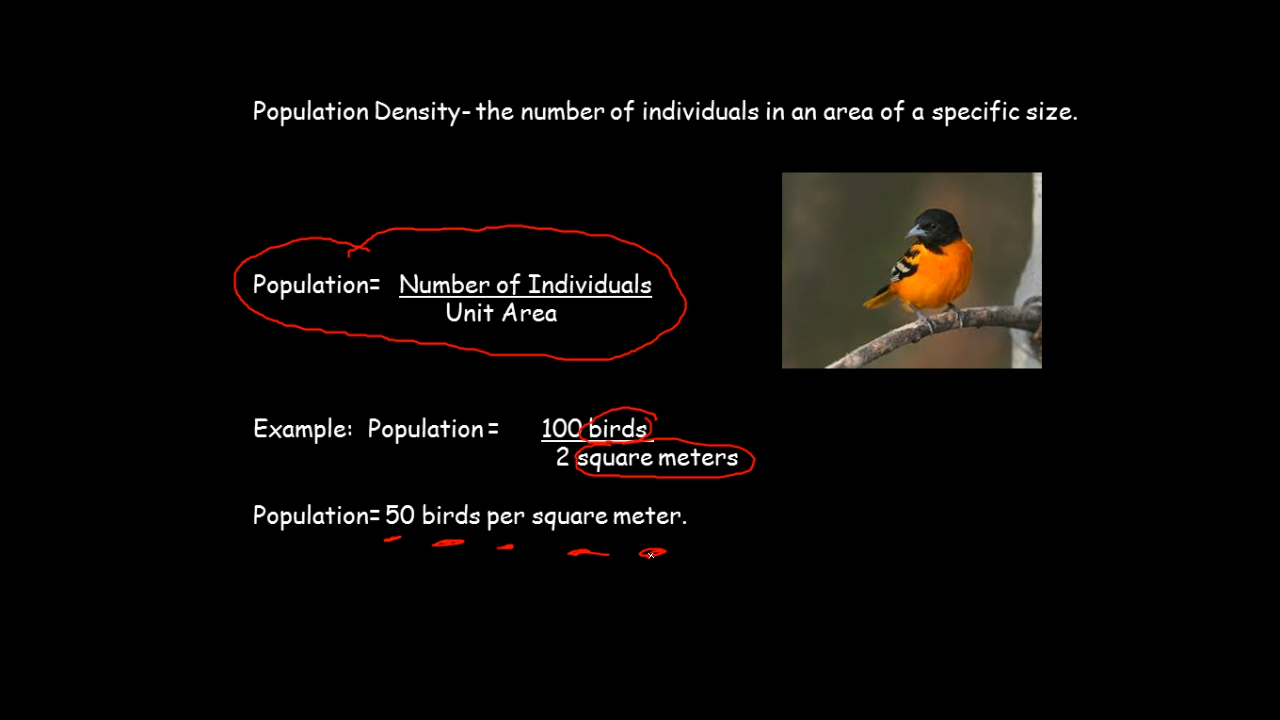 Population Density- the number of individuals in an area of a specific size.
Population= Number of Individuals
Unit Area
Example: Population = 100 birds
2 square meters
Population= 50 birds per square meter.